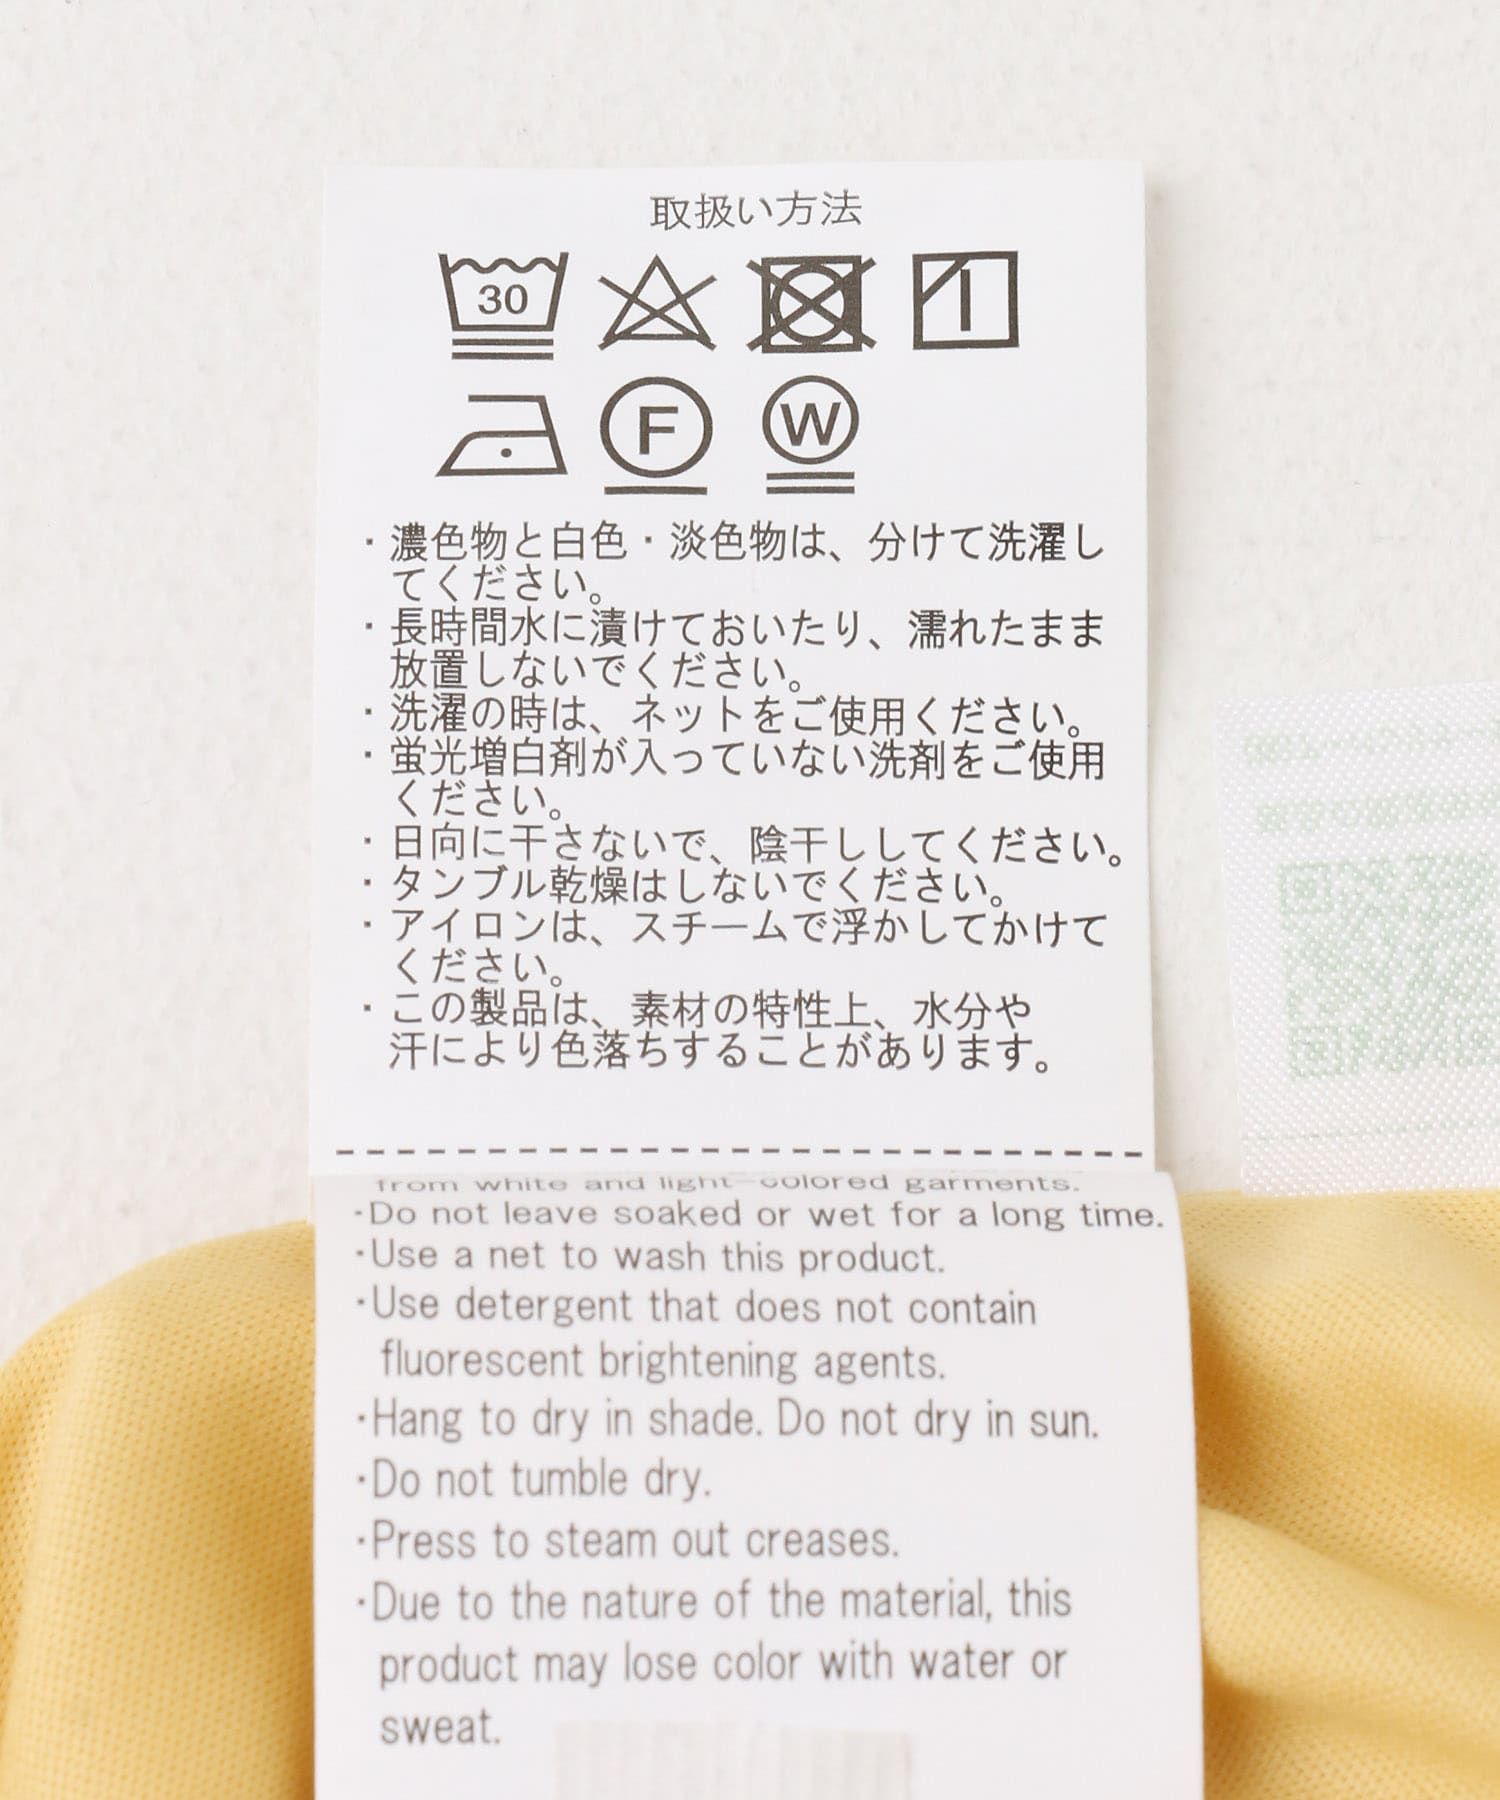 取扱い方法
30
F W
・濃色物と白色・淡色物は、分けて洗濯し
てください。
・長時間水に漬けておいたり、濡れたまま
放置しないでください。
・洗濯の時は、ネットをご使用ください。
・蛍光増白剤が入っていない洗剤をご使用
ください。
・日向に干さないで、陰干ししてください。
・タンブル乾燥はしないでください。
・アイロンは、スチームで浮かしてかけて
ください。
・この製品は、素材の特性上、水分や
汗により色落ちすることがあります。
from white and light-colored garments.
・Do not leave soaked or wet for a long time.
・Use a net to wash this product.
・Use detergent that does not contain
fluorescent brightening agents.
・Hang to dry in shade. Do not dry in sun.
・Do not tumble dry.
・Press to steam out creases.
・Due to the nature of the material, this
product may lose color with water or
sweat.